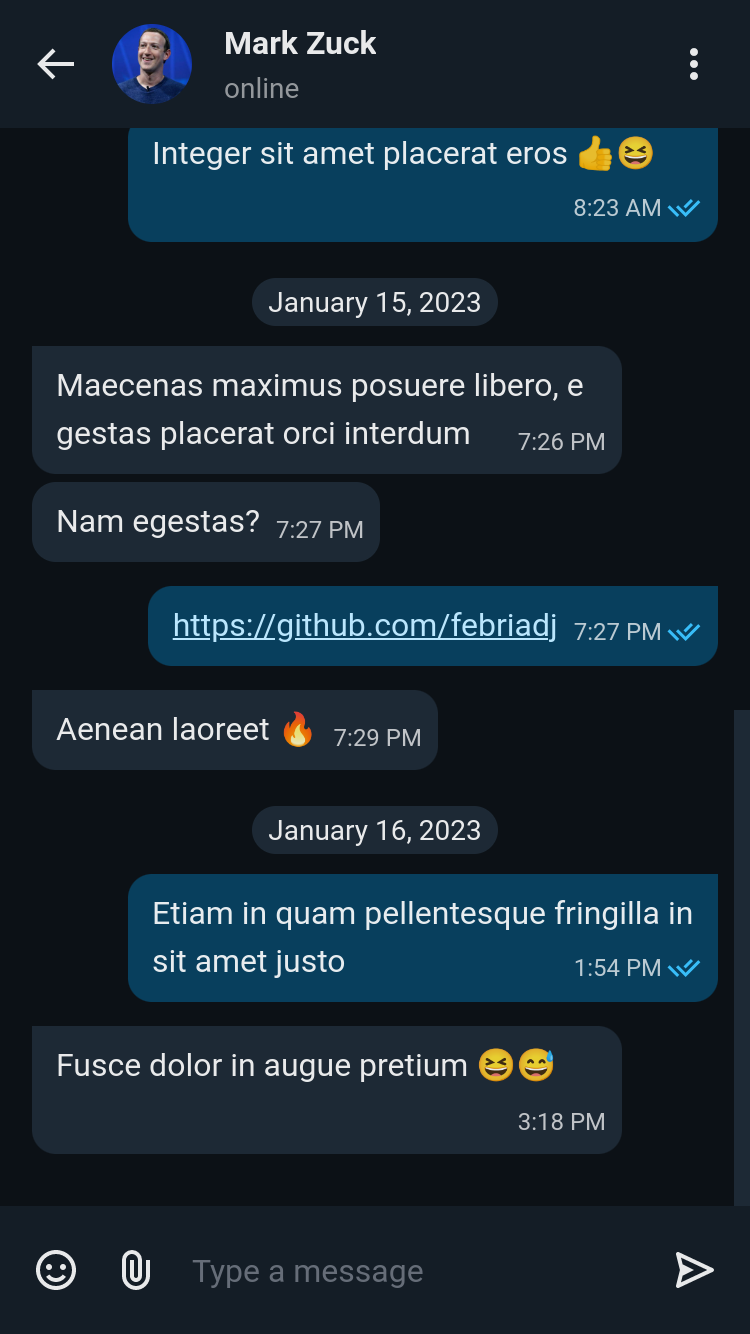 Mark Zuck
online
Integer sit amet placerat eros 👍😆
8:23 AM
January 15, 2023
Maecenas maximus posuere libero, e
gestas placerat orci interdum 7:26 PM
Nam egestas? 7:27 PM
https://github.com/febriadj 7:27 PM
Aenean laoreet 🔥 7:29 PM
January 16, 2023
Etiam in quam pellentesque fringilla in
sit amet justo 1:54 PM
Fusce dolor in augue pretium 😆😅
3:18 PM
Type a message